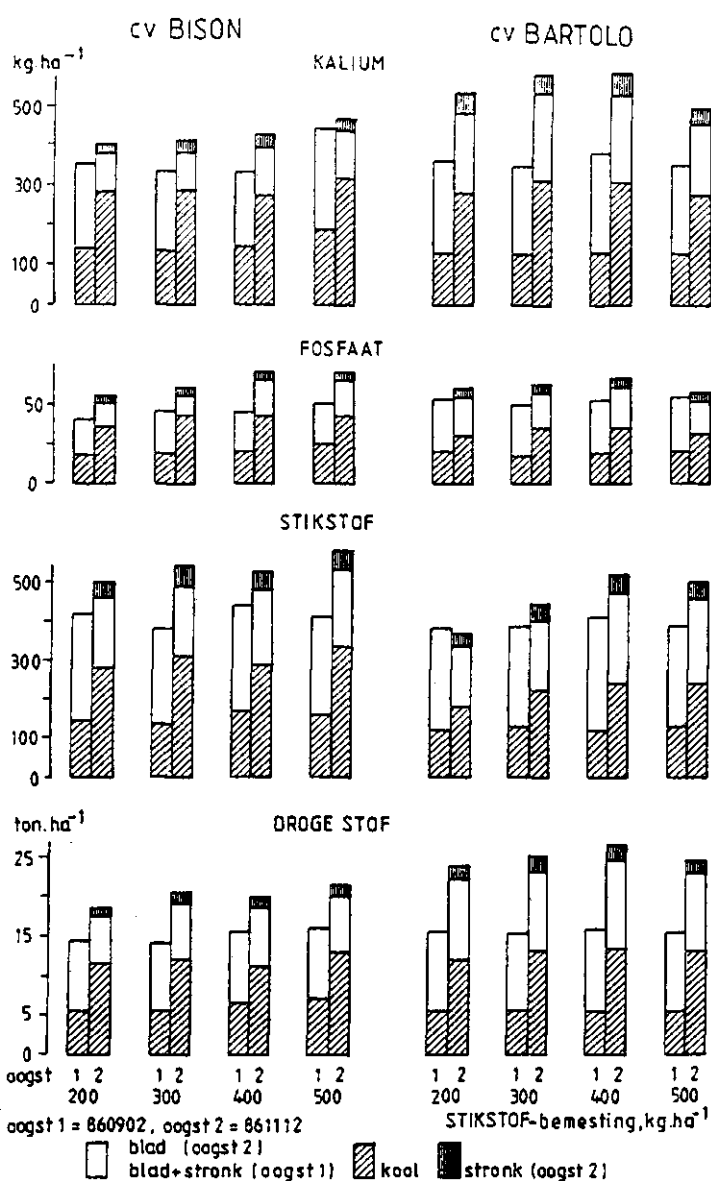 cv BISON cv BARTOLO
kg.ha⁻¹ KALIUM
500
300
100
0
FOSFAAT
50
0
STIKSTOF
500
300
100
0
ton.ha⁻¹ DROGE STOF
25
15
5
0
oogst 1 2 1 2 1 2 1 2 1 2 1 2 1 2 1 2
200 300 400 500 200 300 400 500
oogst 1 = 860902, oogst 2 = 861112 STIKSTOF-bemesting, kg.ha⁻¹
blad (oogst 2)
blad+stronk (oogst 1) kool stronk (oogst 2)